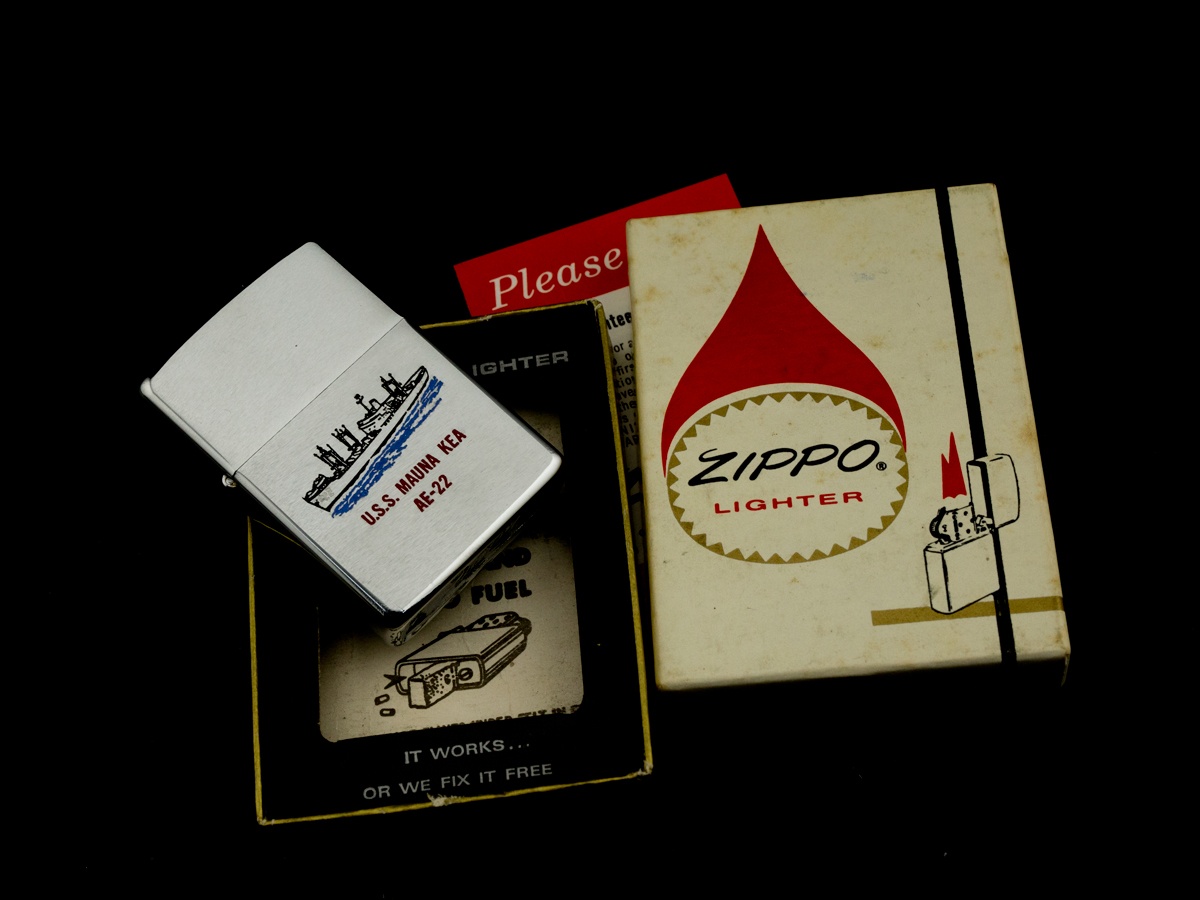 U.S.S. MAUNA KEA
AE-22
LIGHTER
FUEL
IT WORKS...
OR WE FIX IT FREE
Please
ZIPPO®
LIGHTER